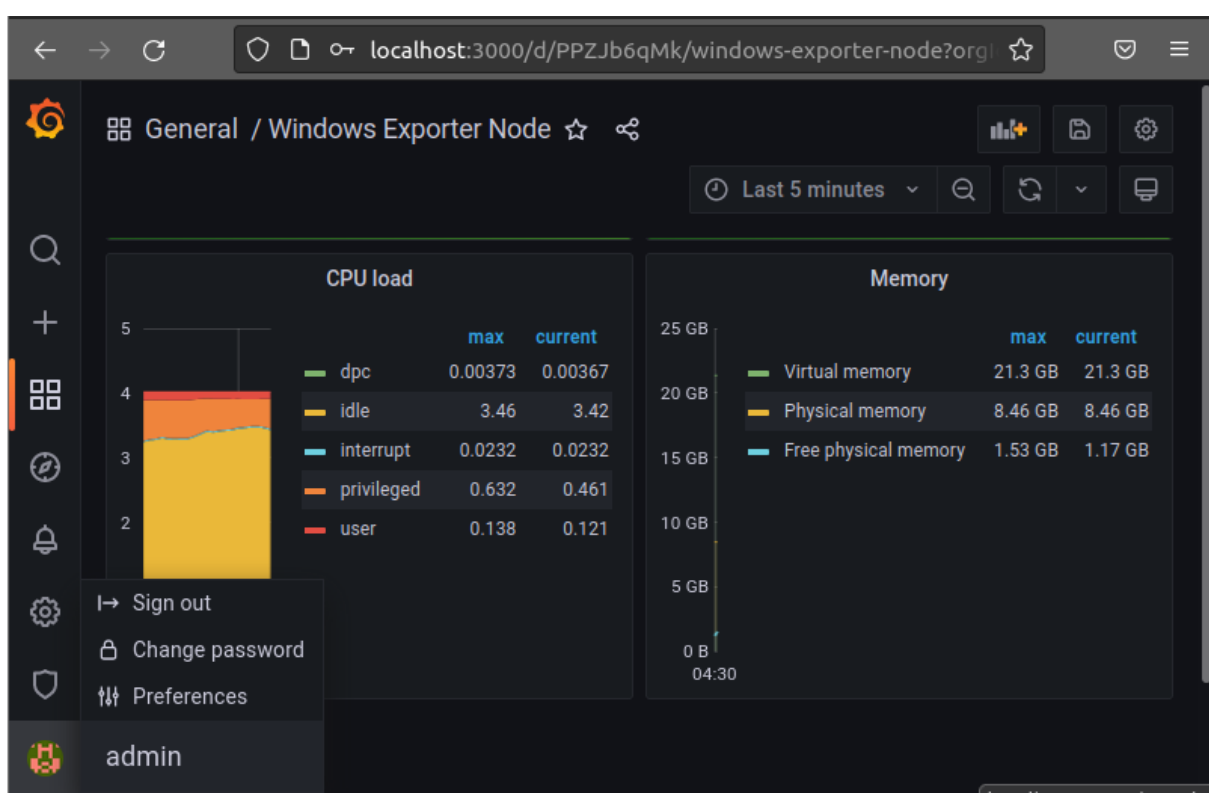 localhost:3000/d/PPZJb6qMk/windows-exporter-node?orgI
General / Windows Exporter Node
Last 5 minutes
CPU load
5
4
3
2
max current
dpc 0.00373 0.00367
idle 3.46 3.42
interrupt 0.0232 0.0232
privileged 0.632 0.461
user 0.138 0.121
Memory
25 GB
20 GB
15 GB
10 GB
5 GB
0 B
04:30
max current
Virtual memory 21.3 GB 21.3 GB
Physical memory 8.46 GB 8.46 GB
Free physical memory 1.53 GB 1.17 GB
Sign out
Change password
Preferences
admin